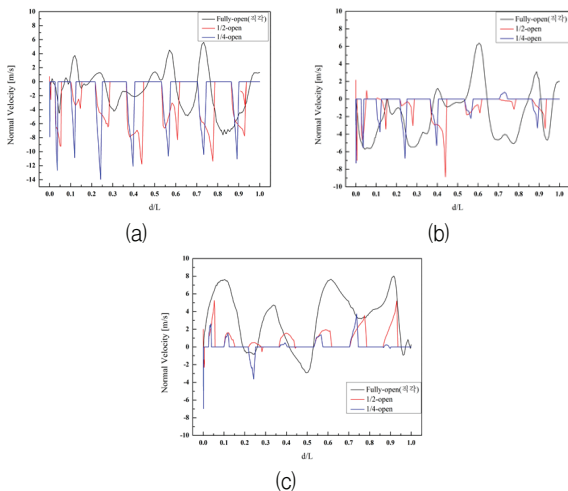 Fully-open(직각)
1/2-open
1/4-open
8
6
4
2
0
-2
-4
-6
-8
-10
-12
-14
Normal Velocity [m/s]
0.0 0.1 0.2 0.3 0.4 0.5 0.6 0.7 0.8 0.9 1.0
d/L
(a)
Fully-open(직각)
1/2-open
1/4-open
10
8
6
4
2
0
-2
-4
-6
-8
-10
Normal Velocity [m/s]
0.0 0.1 0.2 0.3 0.4 0.5 0.6 0.7 0.8 0.9 1.0
d/L
(b)
10
8
6
4
2
0
-2
-4
-6
-8
-10
Normal Velocity [m/s]
Fully-open(직각)
1/2-open
1/4-open
0.0 0.1 0.2 0.3 0.4 0.5 0.6 0.7 0.8 0.9 1.0
d/L
(c)